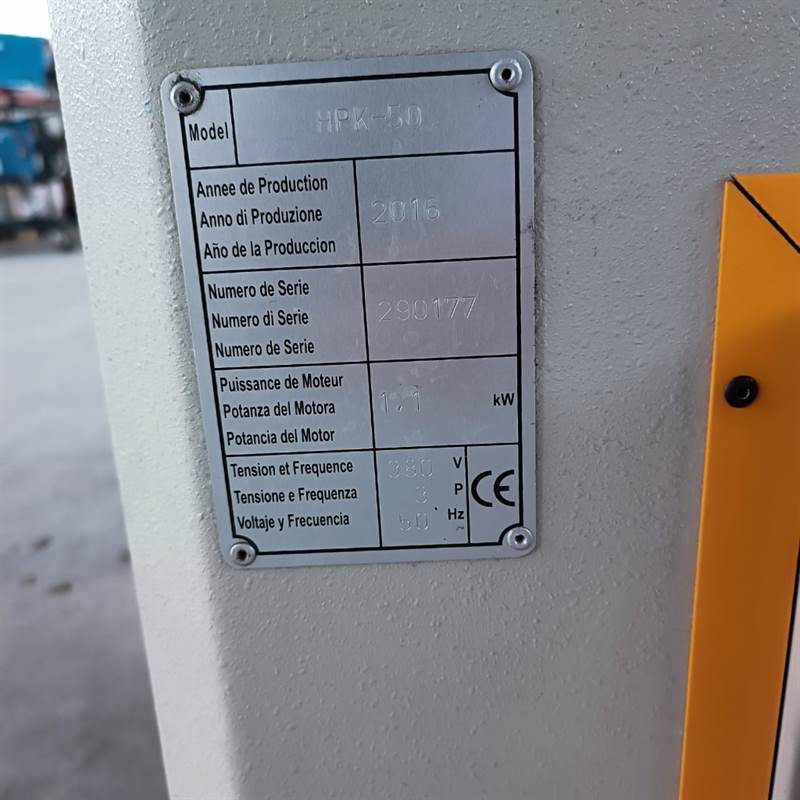 Model HPK-50
Annee de Production
Anno di Produzione 2016
Año de la Produccion
Numero de Serie
Numero di Serie 290177
Numero de Serie
Puissance de Moteur
Potanza del Motora 1.1 kW
Potancia del Motor
Tension et Frequence 380 V
Tensione e Frequenza 3 P
Voltaje y Frecuencia 50 Hz ~
CE